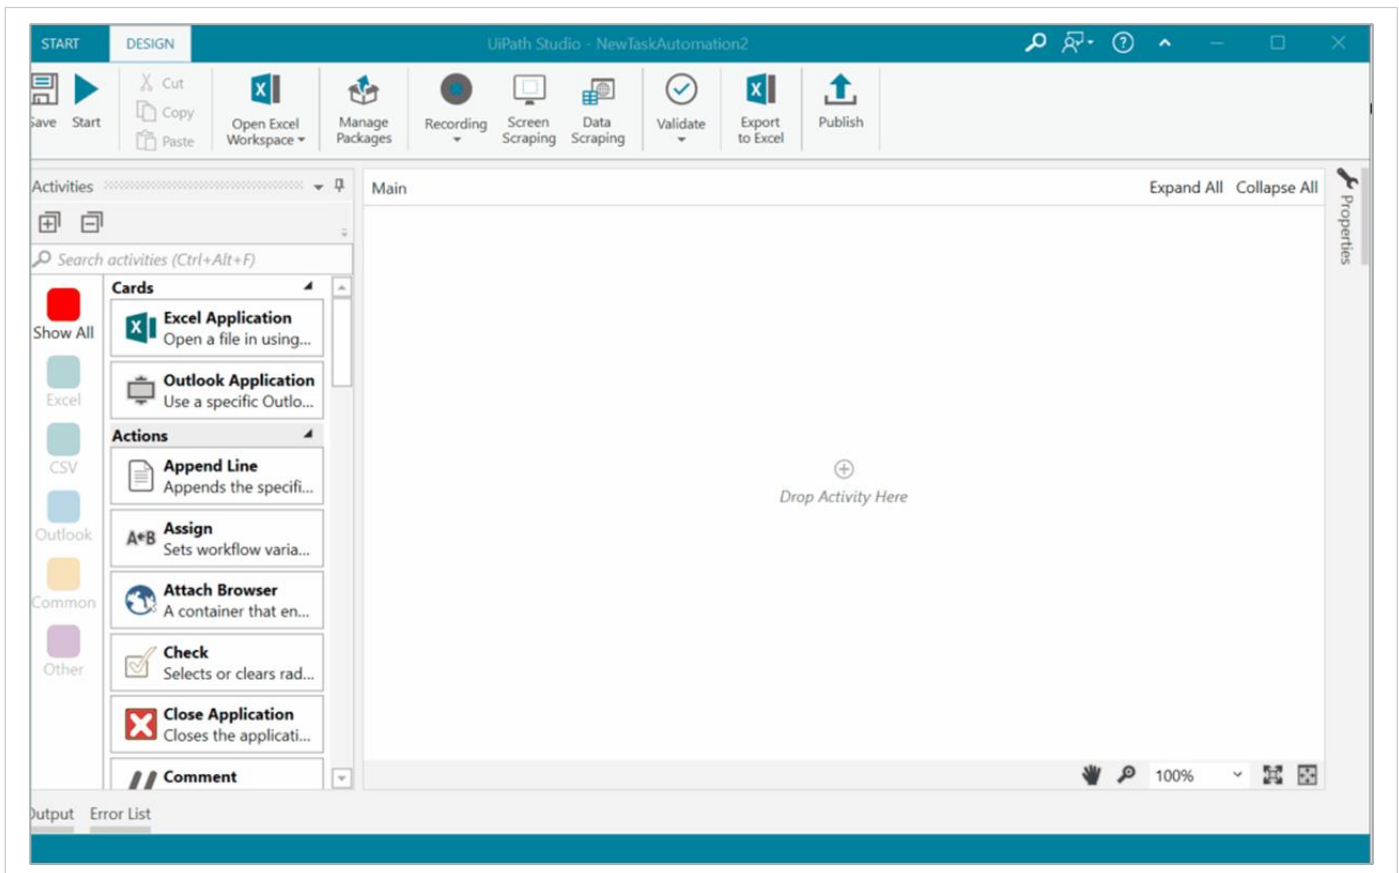 START DESIGN UiPath Studio - NewTaskAutomation2
Save Start
Cut
Copy
Paste
Open Excel
Workspace
Manage
Packages
Recording
Screen
Scraping
Data
Scraping
Validate
Export
to Excel
Publish
Activities
Main
Expand All Collapse All
Properties
Search activities (Ctrl+Alt+F)
Show All
Excel
CSV
Outlook
Common
Other
Cards
Excel Application
Open a file in using...
Outlook Application
Use a specific Outlo...
Actions
Append Line
Appends the specifi...
A B Assign
Sets workflow varia...
Attach Browser
A container that en...
Check
Selects or clears rad...
Close Application
Closes the applicati...
Comment
Drop Activity Here
100%
Output Error List